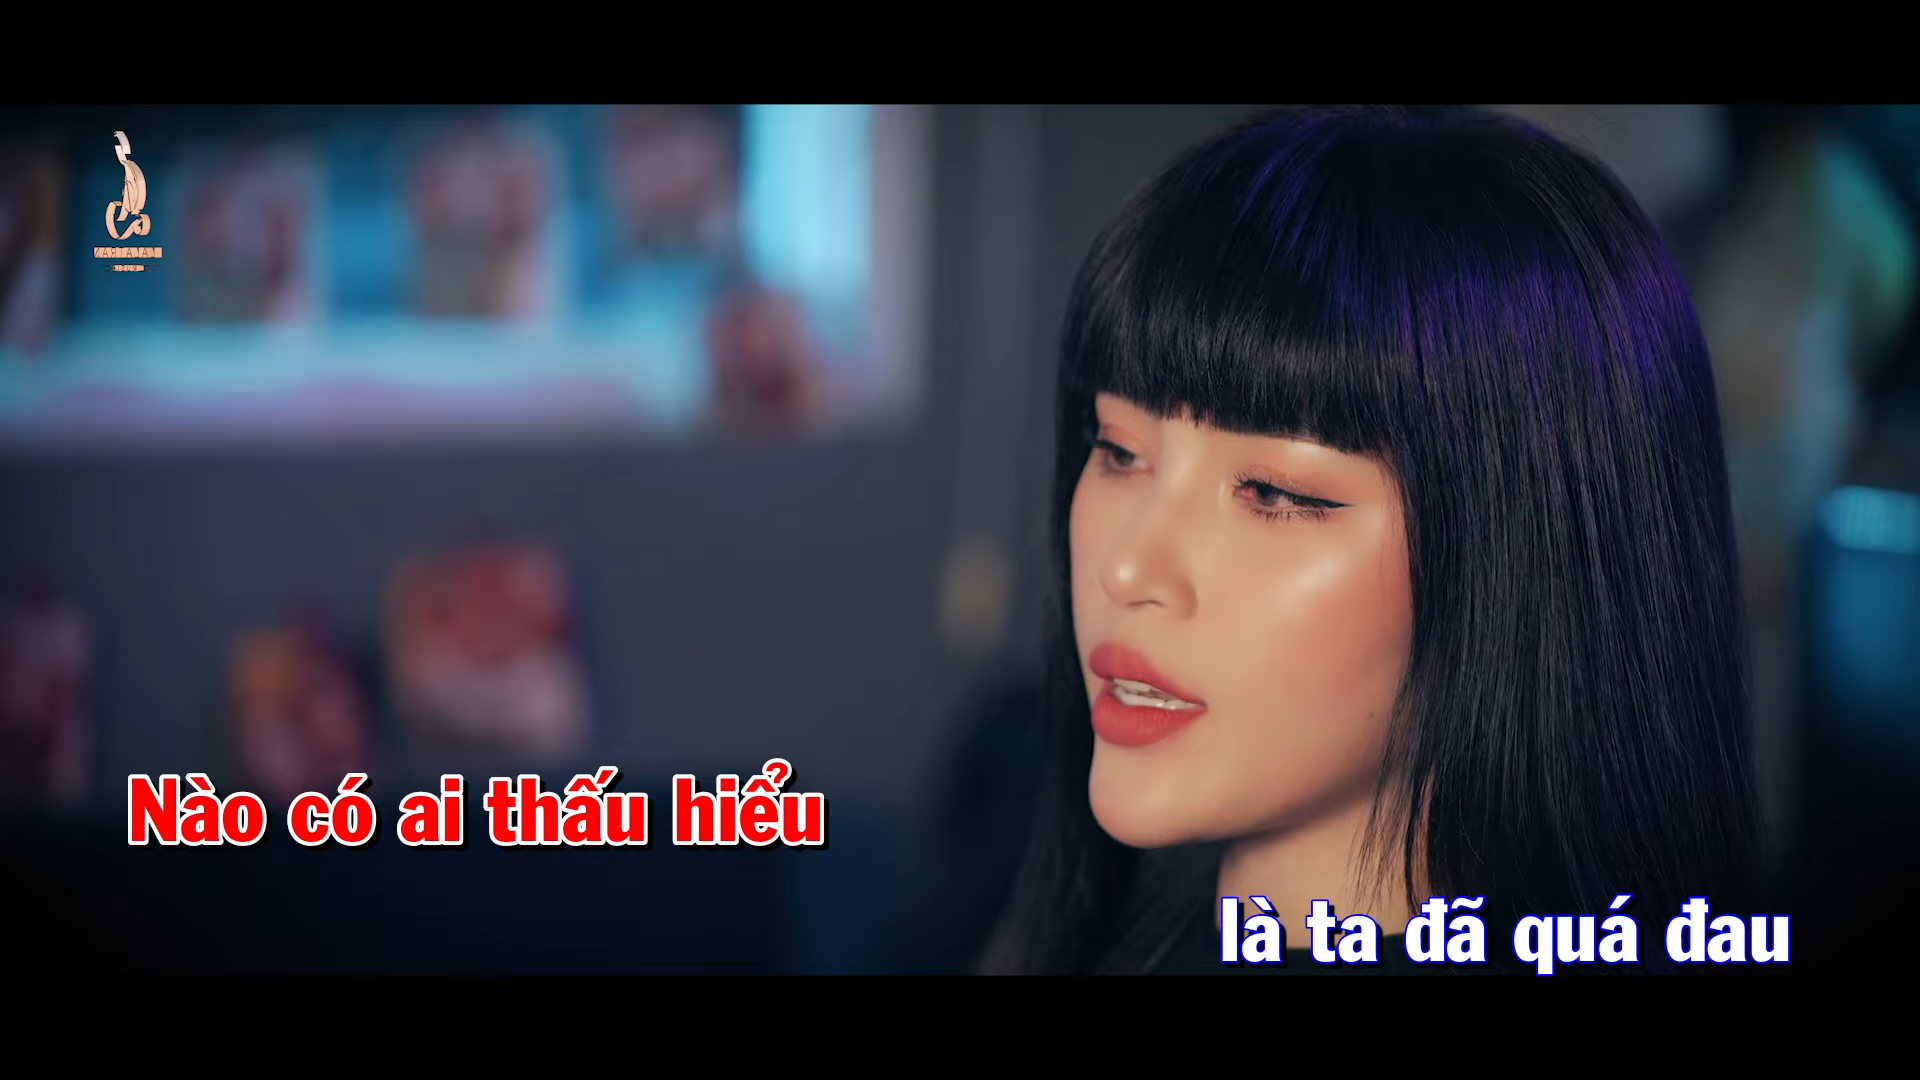 Nào có ai thấu hiểu
là ta đã quá đau